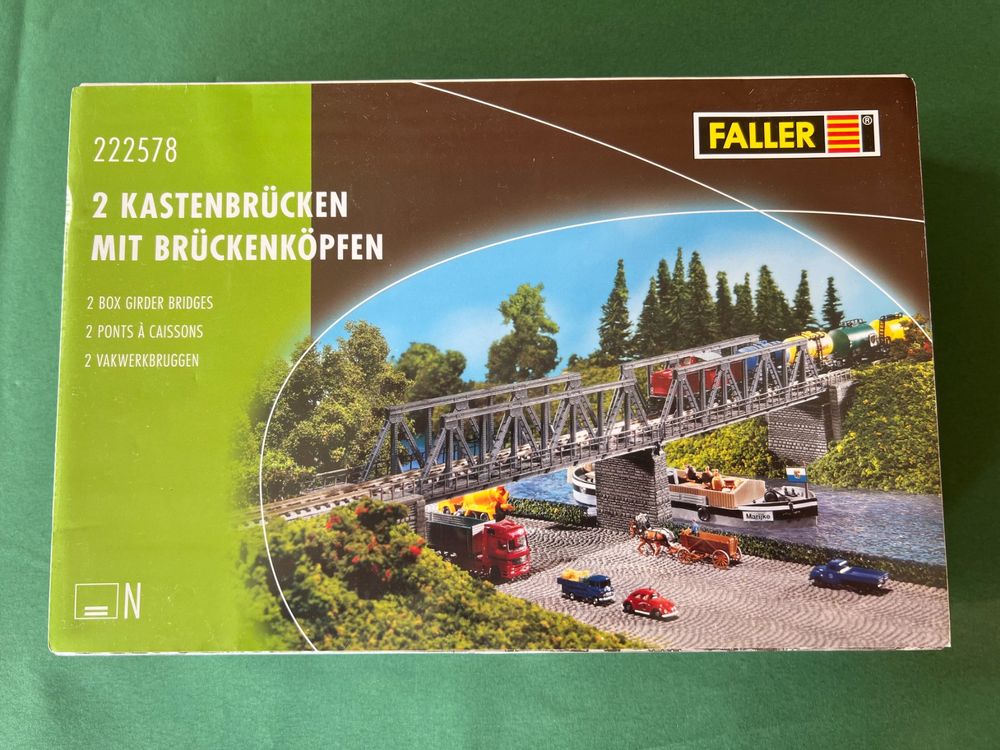 222578
FALLER®
2 KASTENBRÜCKEN
MIT BRÜCKENKÖPFEN
2 BOX GIRDER BRIDGES
2 PONTS À CAISSONS
2 VAKWERKBRUGGEN
Marijke
N